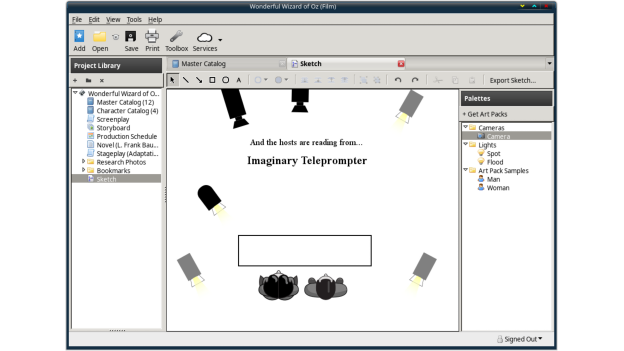 Wonderful Wizard of Oz (Film)
File Edit View Tools Help
Add Open Save Print Toolbox Services
Project Library
Master Catalog
Sketch
A
Export Sketch...
Wonderful Wizard of O...
Master Catalog (12)
Character Catalog (4)
Screenplay
Storyboard
Production Schedule
Novel (L. Frank Bau...
Stageplay (Adaptati...
Research Photos
Bookmarks
Sketch
And the hosts are reading from...
Imaginary Teleprompter
Palettes
+ Get Art Packs
Cameras
Camera
Lights
Spot
Flood
Art Pack Samples
Man
Woman
Signed Out